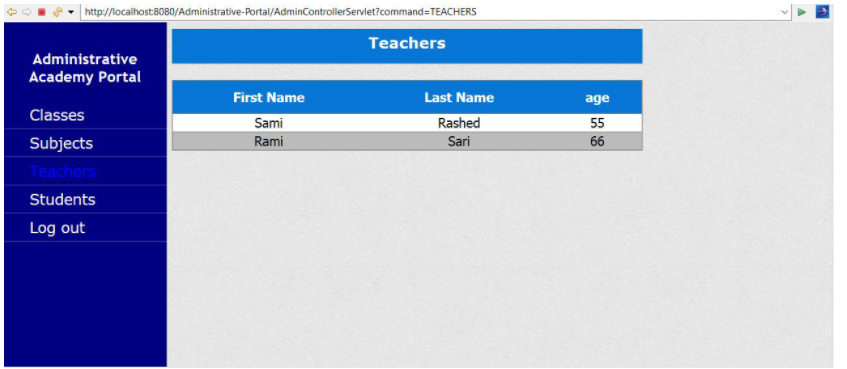 http://localhost:8080/Administrative-Portal/AdminControllerServlet?command=TEACHERS
Administrative
Academy Portal
Classes
Subjects
Teachers
Students
Log out
Teachers
First Name Last Name age
Sami Rashed 55
Rami Sari 66